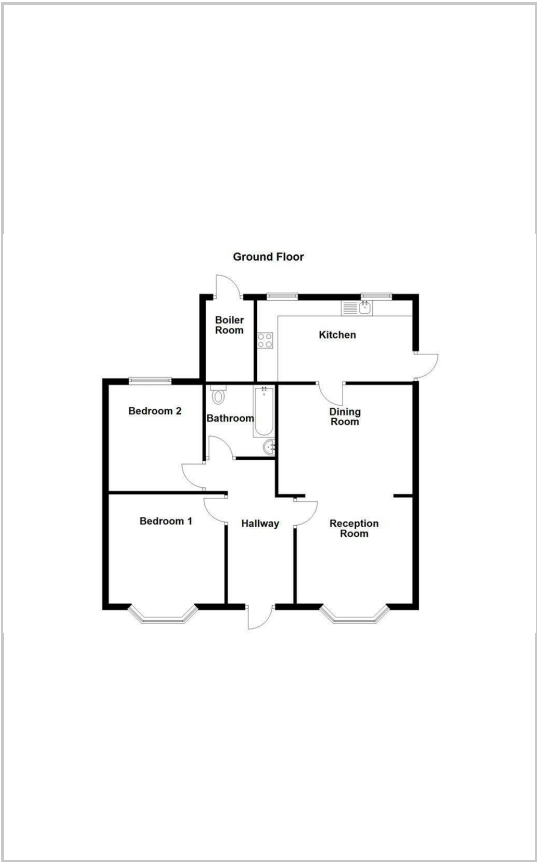 Ground Floor
Boiler
Room
Kitchen
Bedroom 2
Bathroom
Dining
Room
Bedroom 1
Hallway
Reception
Room